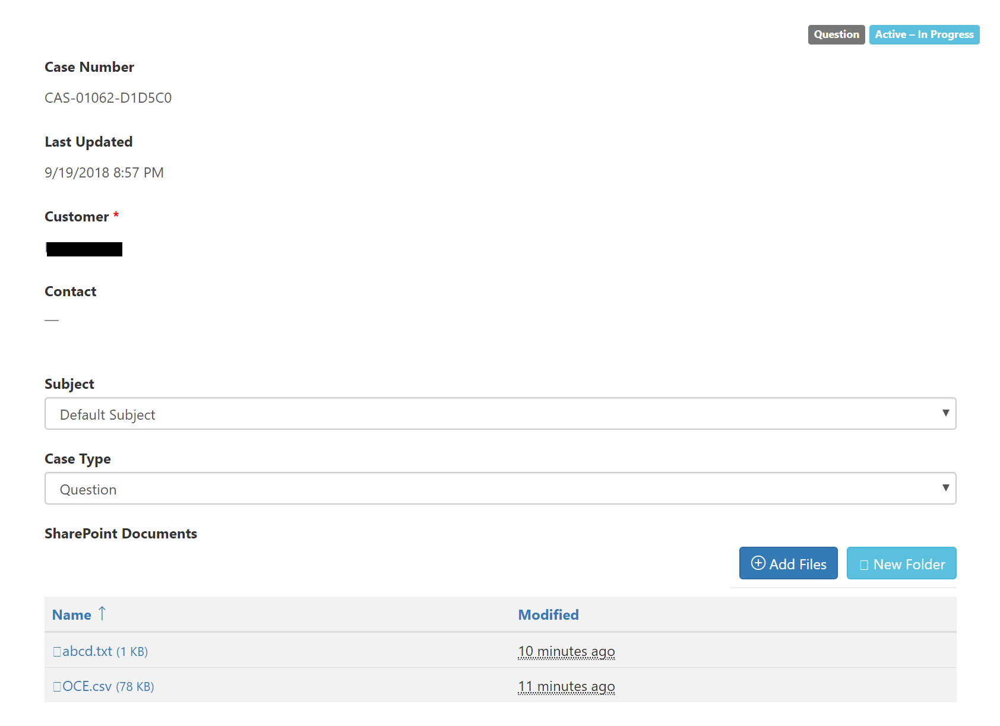 Question Active – In Progress
Case Number
CAS-01062-D1D5C0
Last Updated
9/19/2018 8:57 PM
Customer *
Contact
—
Subject
Default Subject
Case Type
Question
SharePoint Documents
Add Files New Folder
Name ↑ Modified
abcd.txt (1 KB) 10 minutes ago
OCE.csv (78 KB) 11 minutes ago